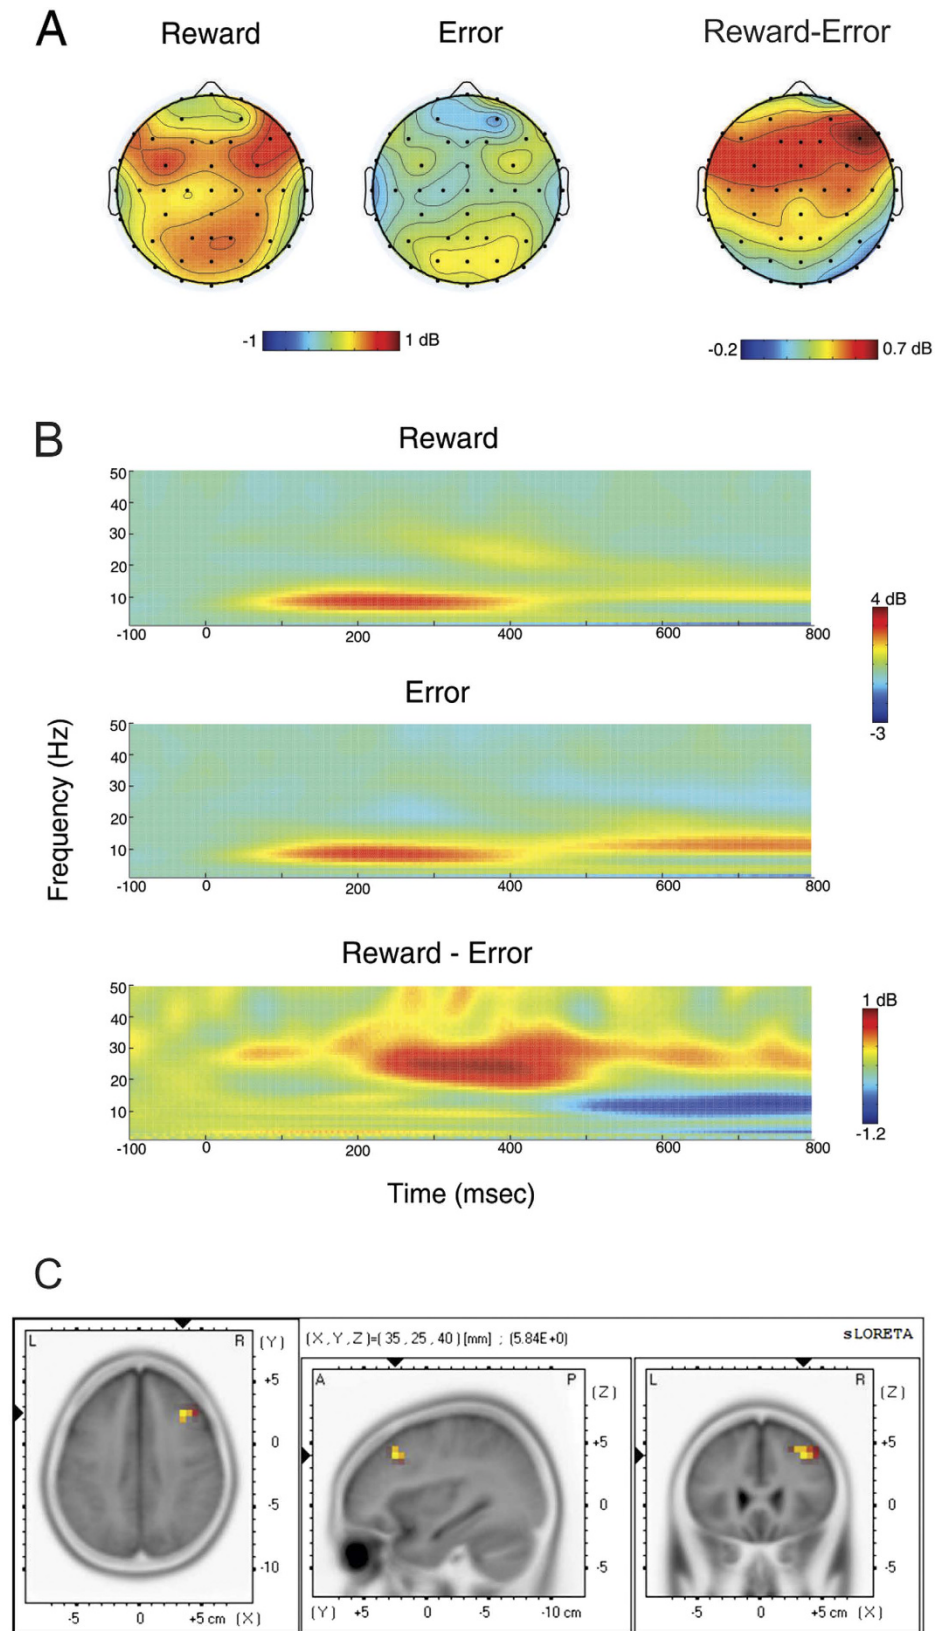 A
Reward Error Reward-Error
-1 1 dB -0.2 0.7 dB
B
Reward
50
40
30
20
10
-100 0 200 400 600 800
4 dB
-3
Error
Frequency (Hz)
50
40
30
20
10
-100 0 200 400 600 800
Reward - Error
50
40
30
20
10
-100 0 200 400 600 800
1 dB
-1.2
Time (msec)
C
L R (Y)
+5
0
-5
-10
-5 0 +5 cm (X)
(X,Y,Z)=( 35 , 25 , 40 ) [mm] ; (5.84E+0) sLORETA
A P (Z)
+5
0
-5
(Y) +5 0 -5 -10 cm
L R (Z)
+5
0
-5
-5 0 +5 cm (X)